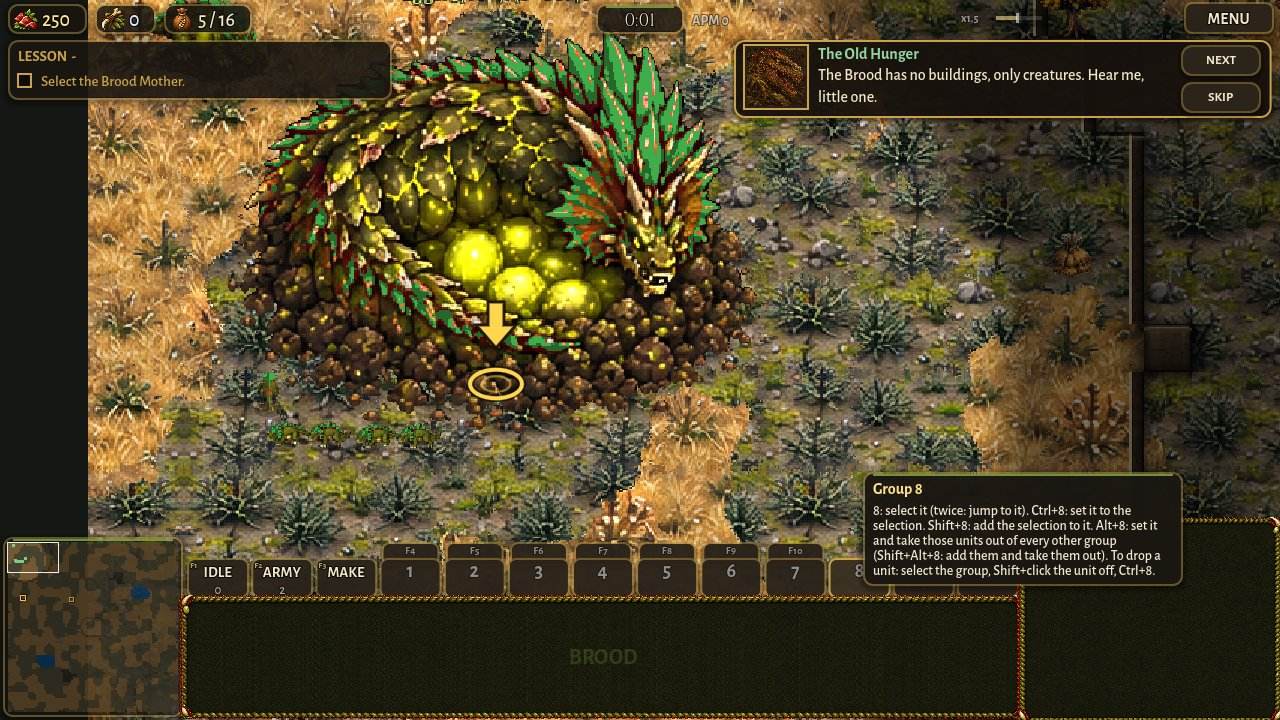 250
0
5/16
0:01
APM 0
x1.5
MENU
LESSON -
Select the Brood Mother.
The Old Hunger
The Brood has no buildings, only creatures. Hear me,
little one.
NEXT
SKIP
Group 8
8: select it (twice: jump to it). Ctrl+8: set it to the
selection. Shift+8: add the selection to it. Alt+8: set it
and take those units out of every other group
(Shift+Alt+8: add them and take them out). To drop a
unit: select the group, Shift+click the unit off, Ctrl+8.
F1 IDLE 0
F2 ARMY 2
F3 MAKE
F4 1
F5 2
F6 3
F7 4
F8 5
F9 6
F10 7
8
BROOD